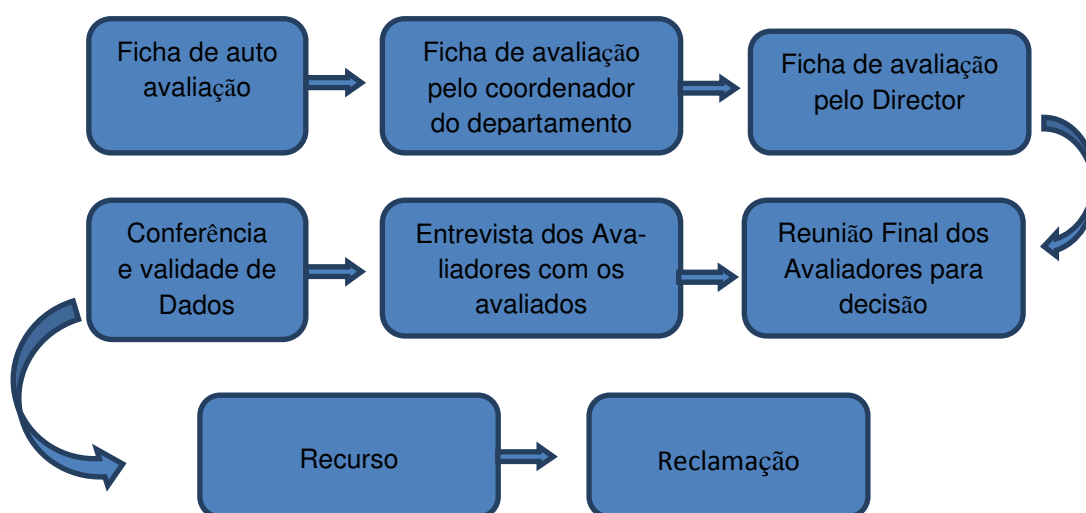 Ficha de auto
avaliação
Ficha de avaliação
pelo coordenador
do departamento
Ficha de avaliação
pelo Director
Conferência
e validade de
Dados
Entrevista dos Ava-
liadores com os
avaliados
Reunião Final dos
Avaliadores para
decisão
Recurso
Reclamação